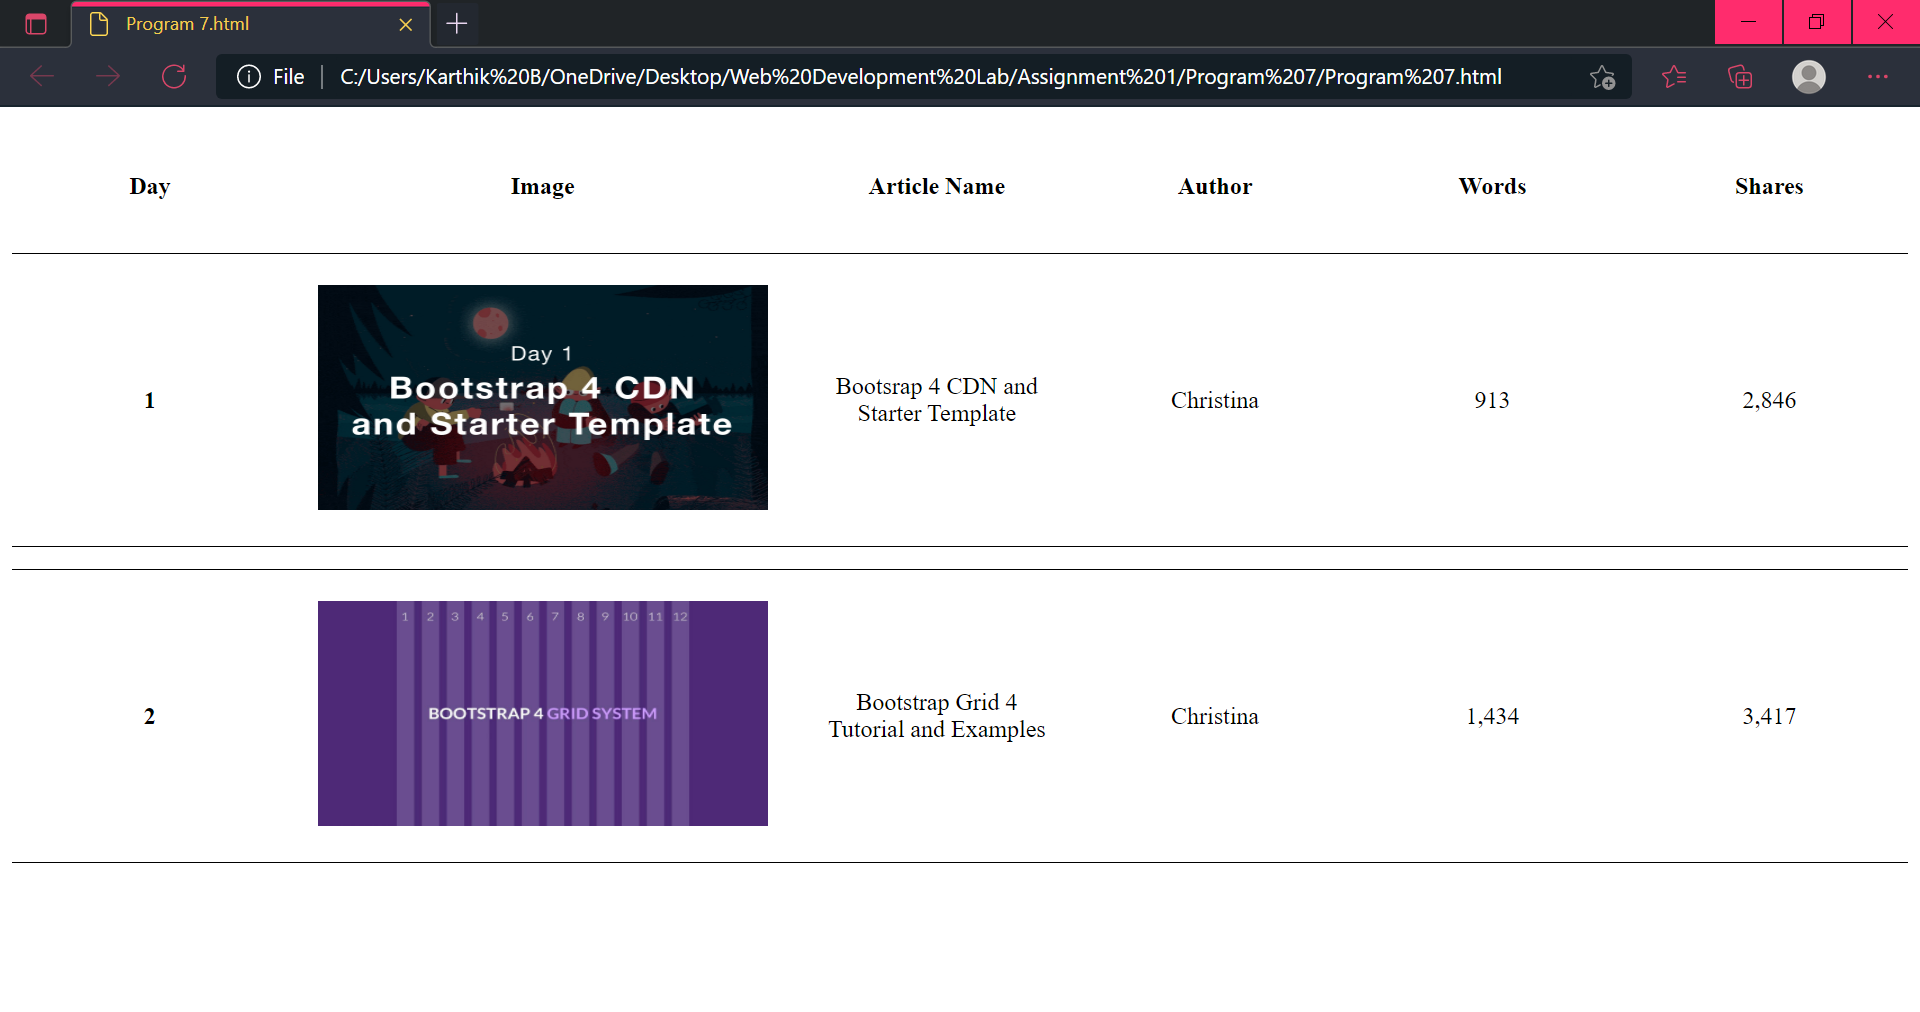 Program 7.html
File
C:/Users/Karthik%20B/OneDrive/Desktop/Web%20Development%20Lab/Assignment%201/Program%207/Program%207.html
Day Image Article Name Author Words Shares
Day 1
Bootstrap 4 CDN
and Starter Template
1
Bootsrap 4 CDN and
Starter Template
Christina
913
2,846
1 2 3 4 5 6 7 8 9 10 11 12
BOOTSTRAP 4 GRID SYSTEM
2
Bootstrap Grid 4
Tutorial and Examples
Christina
1,434
3,417